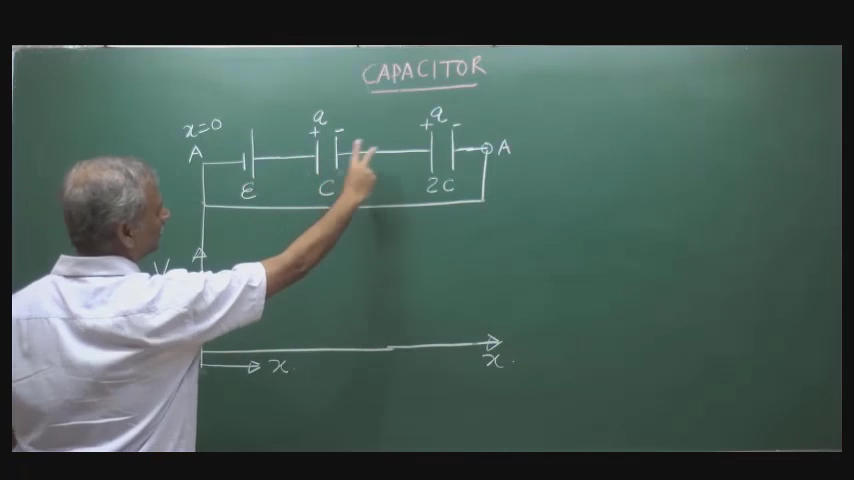 CAPACITOR
x=0
q
q
+ -
+ -
A
A
ε
C
2C
V
x
x.